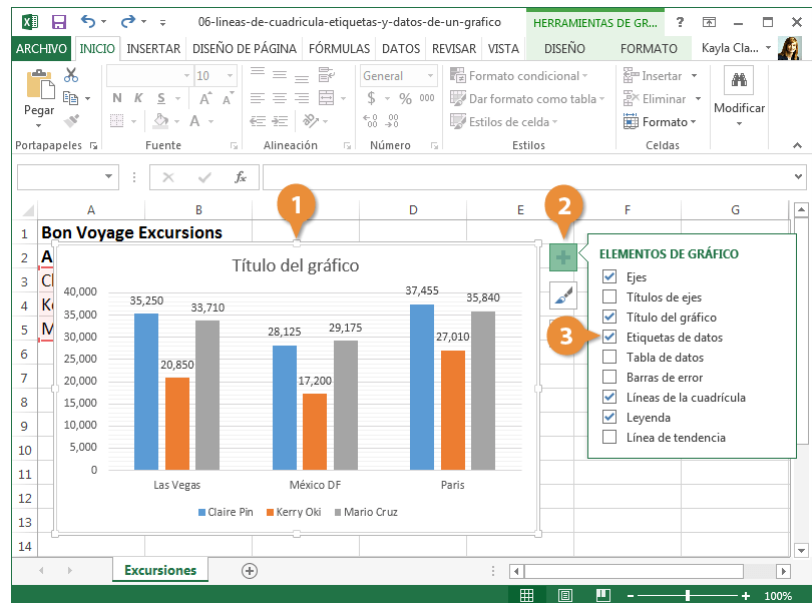 06-lineas-de-cuadricula-etiquetas-y-datos-de-un-grafico HERRAMIENTAS DE GR... ?
ARCHIVO INICIO INSERTAR DISEÑO DE PÁGINA FÓRMULAS DATOS REVISAR VISTA DISEÑO FORMATO Kayla Cla...
Pegar
N K S A A A
10
General
$ % 000
Formato condicional
Dar formato como tabla
Estilos de celda
Insertar
Eliminar
Formato
Modificar
Portapapeles Fuente Alineación Número Estilos Celdas
fx
A B D E F G
1 Bon Voyage Excursions
2 A
3 Cl
4 Ke
5 M
6
7
8
9
10
11
12
13
14
1
2
3
Título del gráfico
40,000
35,000
30,000
25,000
20,000
15,000
10,000
5,000
0
35,250 20,850 33,710
28,125 17,200 29,175
37,455 27,010 35,840
Las Vegas México DF Paris
Claire Pin Kerry Oki Mario Cruz
ELEMENTOS DE GRÁFICO
Ejes
Títulos de ejes
Título del gráfico
Etiquetas de datos
Tabla de datos
Barras de error
Líneas de la cuadrícula
Leyenda
Línea de tendencia
Excursiones
100%